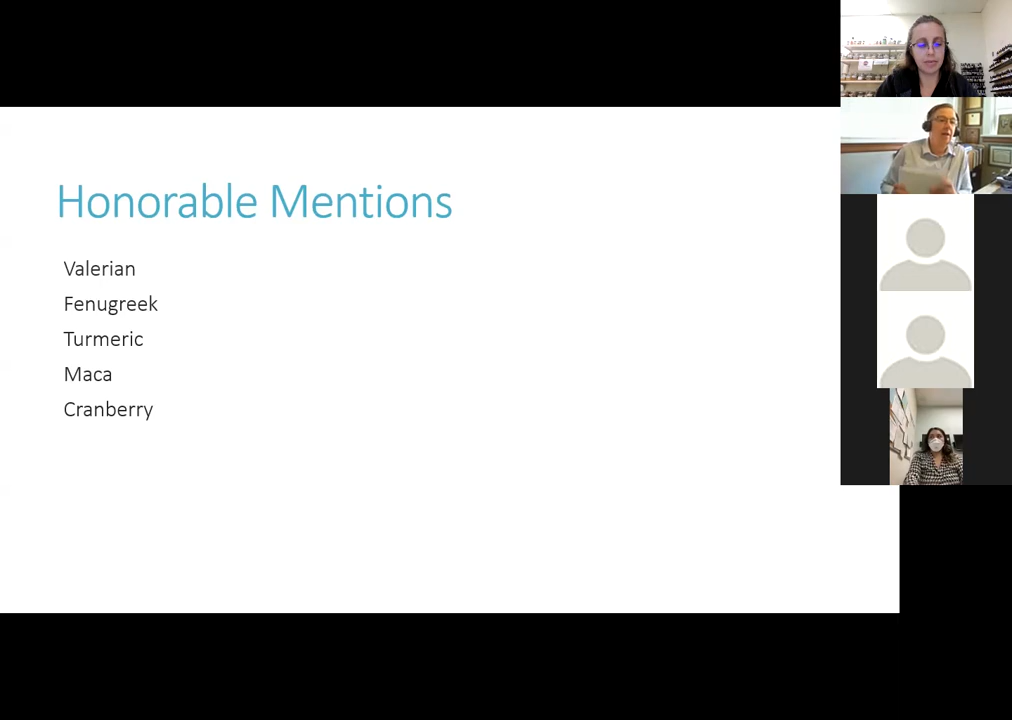 Honorable Mentions
Valerian
Fenugreek
Turmeric
Maca
Cranberry